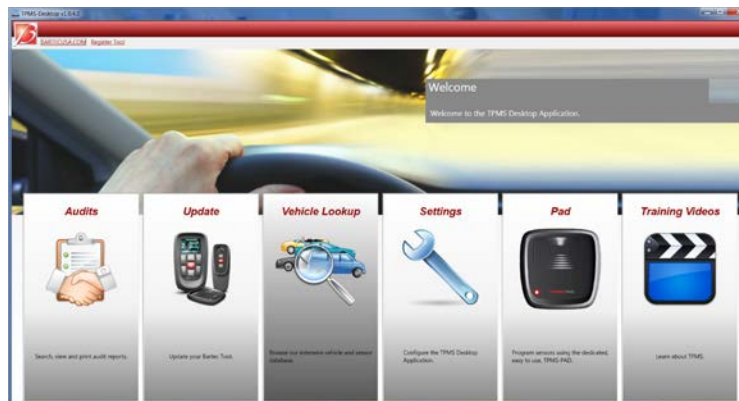 TPMS-Desktop v1.9.4.2
BARTECUSA.COM Register Tool
Welcome
Welcome to the TPMS Desktop Application.
Audits
Search, view and print audit reports.
Update
Update your Bartec Tool.
Vehicle Lookup
Browse our extensive vehicle and sensor
database.
Settings
Configure the TPMS Desktop
Application.
Pad
Program sensors using the dedicated,
easy to use, TPMS-PAD.
Training Videos
Learn about TPMS.